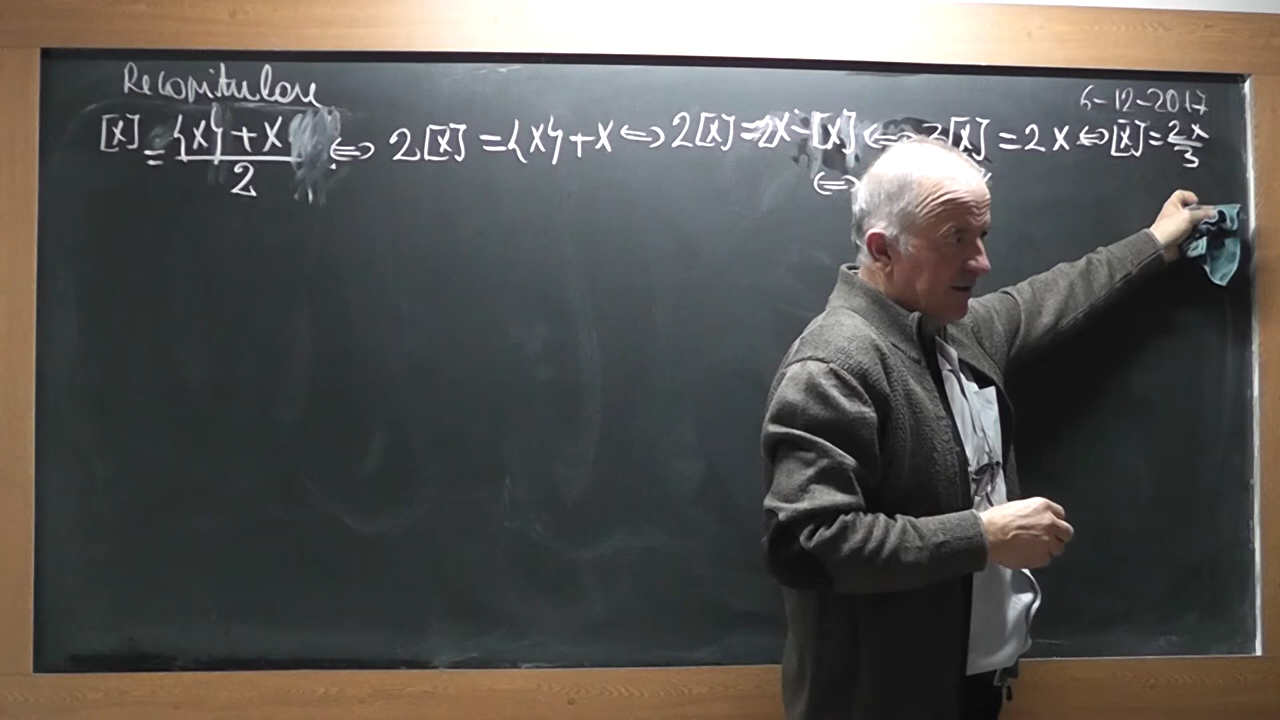 Recapitulare
6-12-2017
[x] = {x} + x / 2 ⇔ 2[x] = {x} + x ⇔ 2[x] = 2x - [x] ⇔ 3[x] = 2x ⇔ [x] = 2x / 3
⇔